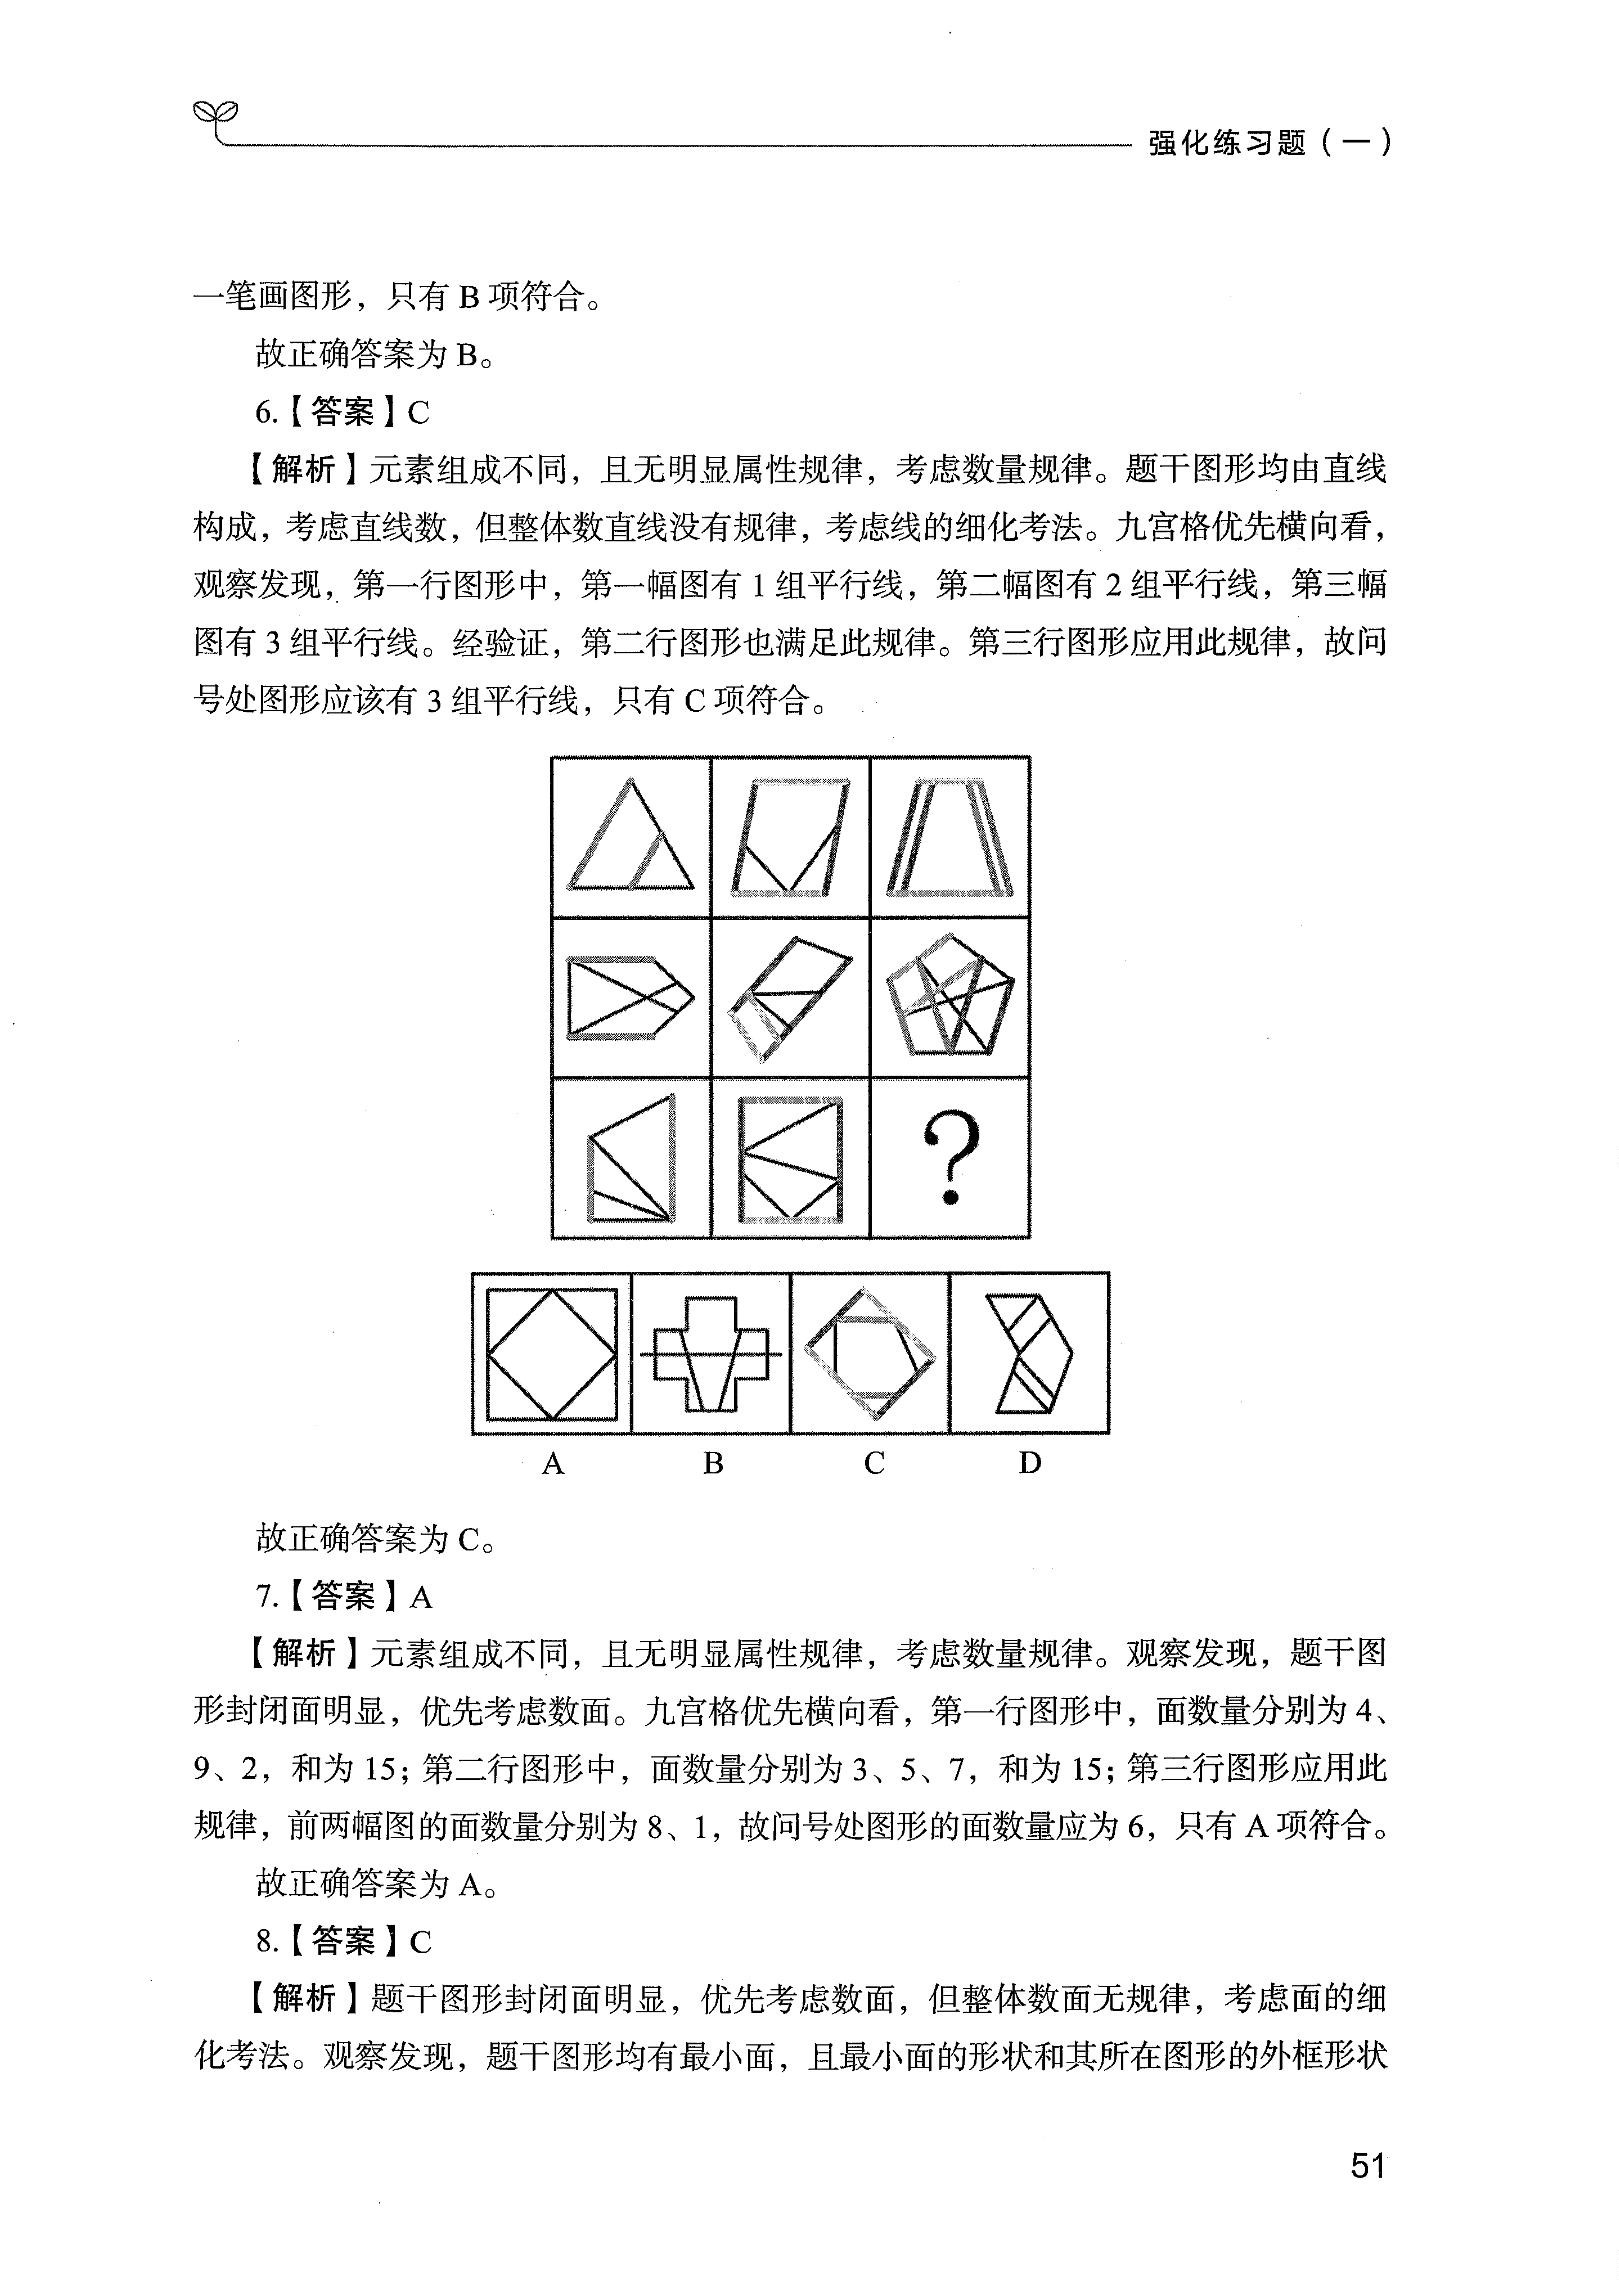 强化练习题（一）
一笔画图形，只有 B 项符合。
故正确答案为 B。
6.【答案】C
【解析】元素组成不同，且无明显属性规律，考虑数量规律。题干图形均由直线
构成，考虑直线数，但整体数直线没有规律，考虑线的细化考法。九宫格优先横向看，
观察发现，第一行图形中，第一幅图有 1 组平行线，第二幅图有 2 组平行线，第三幅
图有 3 组平行线。经验证，第二行图形也满足此规律。第三行图形应用此规律，故问
号处图形应该有 3 组平行线，只有 C 项符合。
?
A B C D
故正确答案为 C。
7.【答案】A
【解析】元素组成不同，且无明显属性规律，考虑数量规律。观察发现，题干图
形封闭面明显，优先考虑数面。九宫格优先横向看，第一行图形中，面数量分别为 4、
9、2，和为 15；第二行图形中，面数量分别为 3、5、7，和为 15；第三行图形应用此
规律，前两幅图的面数量分别为 8、1，故问号处图形的面数量应为 6，只有 A 项符合。
故正确答案为 A。
8.【答案】C
【解析】题干图形封闭面明显，优先考虑数面，但整体数面无规律，考虑面的细
化考法。观察发现，题干图形均有最小面，且最小面的形状和其所在图形的外框形状
51